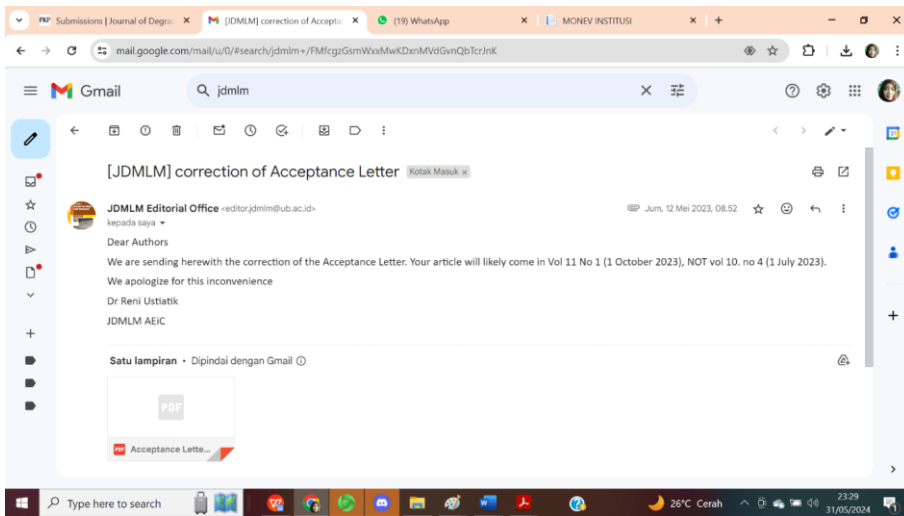 Submissions | Journal of Degra
[JDMLM] correction of Accepta
(19) WhatsApp
MONEV INSTITUSI
mail.google.com/mail/u/0/#search/jdmlm+/FMfcgzGsmWxxMwKDxnMVdGvnQbTcrJnK
Gmail
jdmlm
[JDMLM] correction of Acceptance Letter Kotak Masuk x
JDMLM Editorial Office <editor.jdmlm@ub.ac.id>
Jum, 12 Mei 2023, 08.52
kepada saya
Dear Authors
We are sending herewith the correction of the Acceptance Letter. Your article will likely come in Vol 11 No 1 (1 October 2023), NOT vol 10. no 4 (1 July 2023).
We apologize for this inconvenience
Dr Reni Ustiatik
JDMLM AEiC
Satu lampiran • Dipindai dengan Gmail
PDF
PDF Acceptance Lette...
Type here to search
26°C Cerah
23:29
31/05/2024